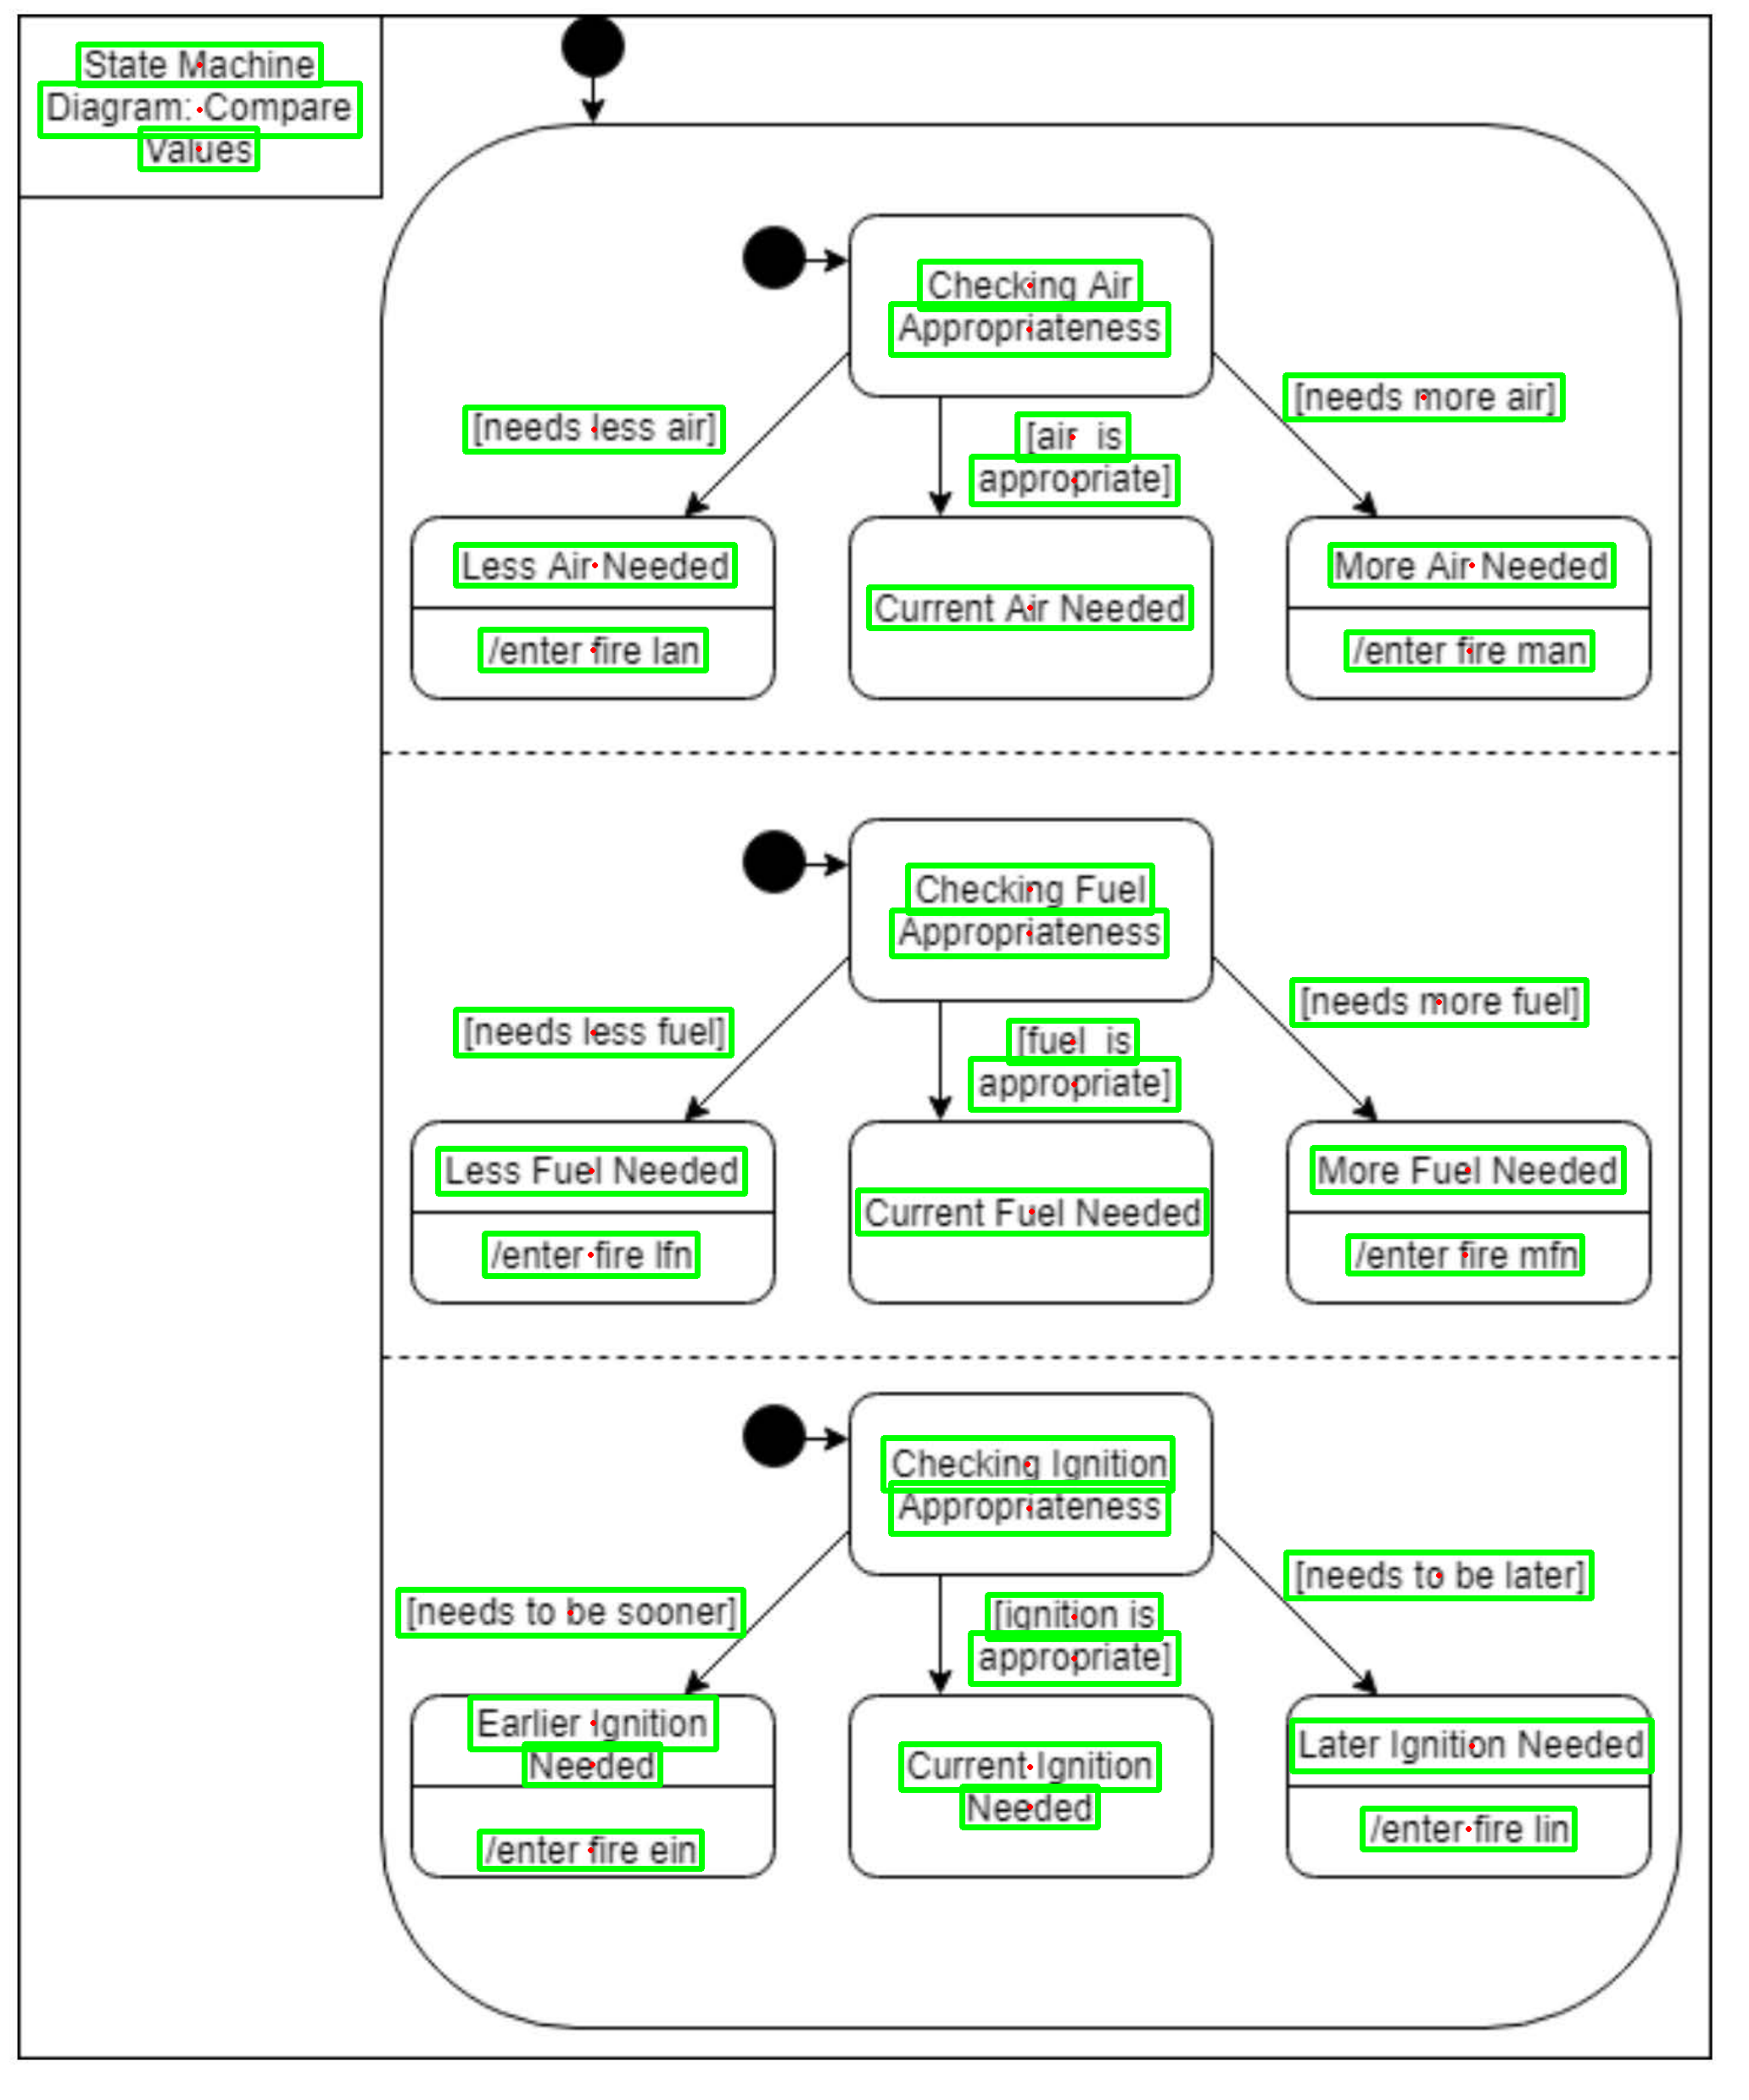 State Machine
Diagram: Compare
Values
Checking Air
Appropriateness
[needs less air]
[air  is
appropriate]
[needs more air]
Less Air Needed
/enter fire lan
Current Air Needed
More Air Needed
/enter fire man
Checking Fuel
Appropriateness
[needs less fuel]
[fuel  is
appropriate]
[needs more fuel]
Less Fuel Needed
/enter fire lfn
Current Fuel Needed
More Fuel Needed
/enter fire mfn
Checking Ignition
Appropriateness
[needs to be sooner]
[ignition is
appropriate]
[needs to be later]
Earlier Ignition
Needed
/enter fire ein
Current Ignition
Needed
Later Ignition Needed
/enter fire lin